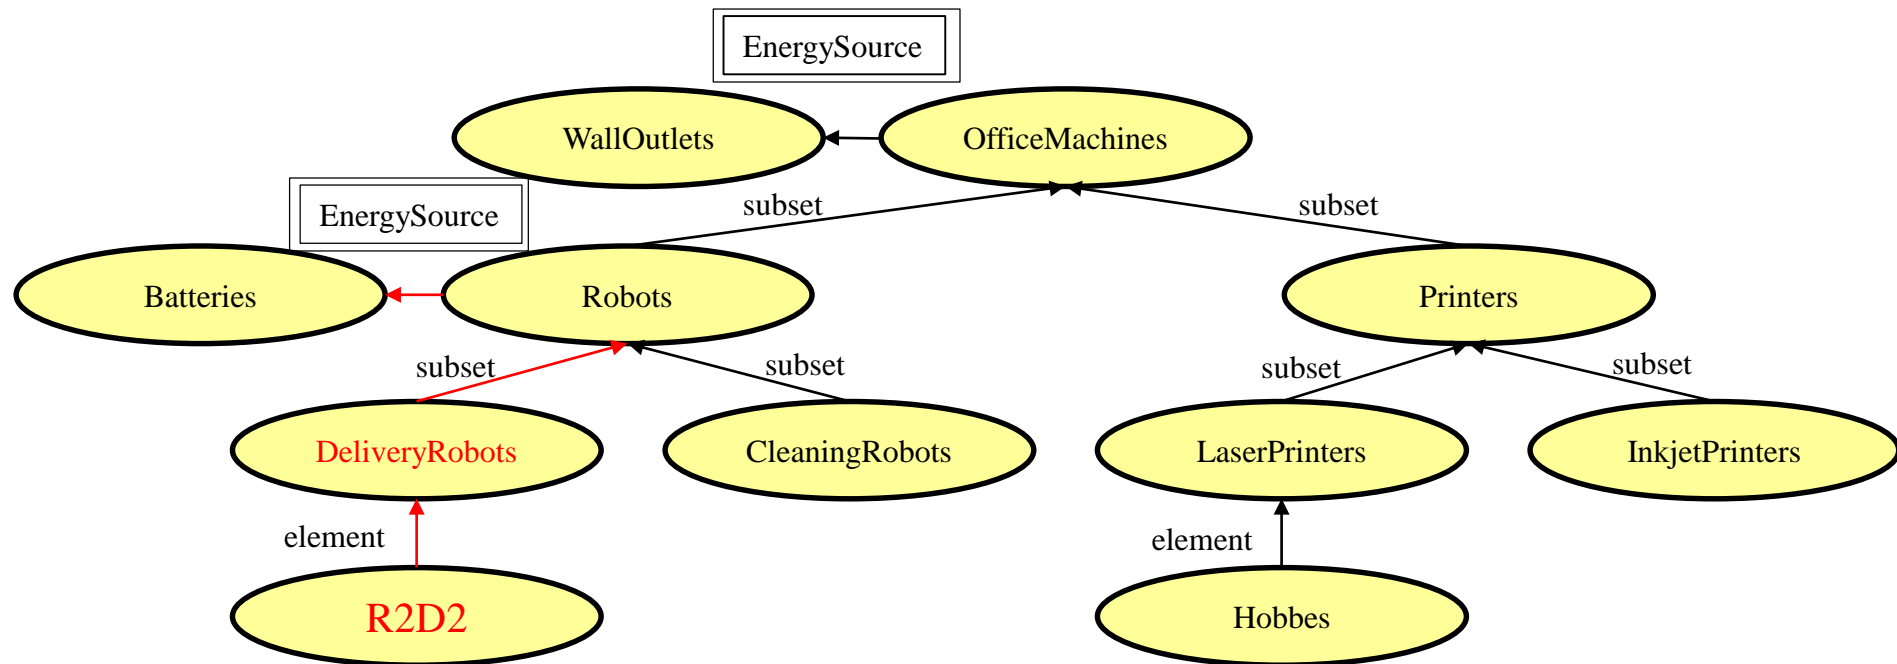 EnergySource
WallOutlets
OfficeMachines
subset
subset
EnergySource
Batteries
Robots
Printers
subset
subset
subset
subset
DeliveryRobots
CleaningRobots
LaserPrinters
InkjetPrinters
element
element
R2D2
Hobbes